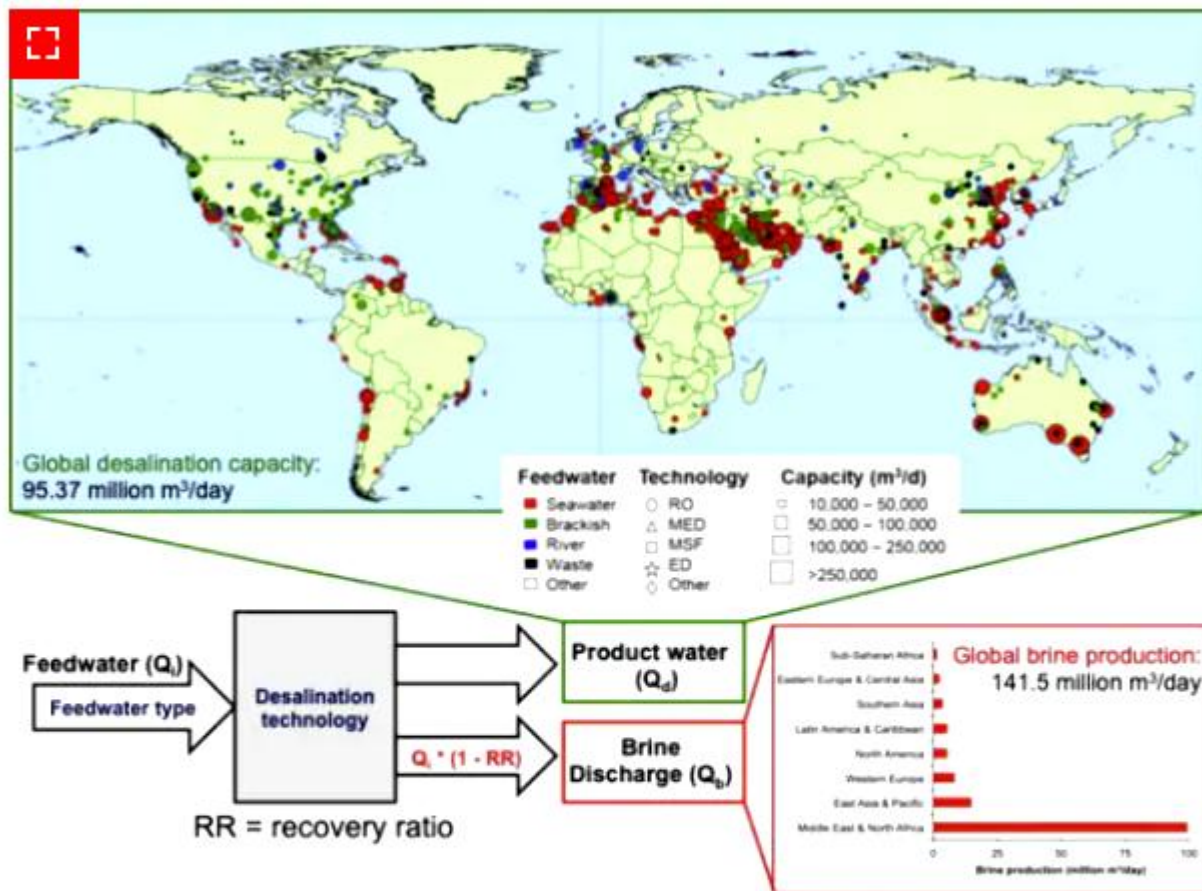 Global desalination capacity:
95.37 million m³/day
Feedwater
Seawater
Brackish
River
Waste
Other
Technology
RO
MED
MSF
ED
Other
Capacity (m³/d)
10,000 – 50,000
50,000 – 100,000
100,000 – 250,000
>250,000
Feedwater (Qᵢ)
Feedwater type
Desalination
technology
RR = recovery ratio
Qᵢ * (1 - RR)
Product water
(Q_d)
Brine
Discharge (Q_b)
Global brine production:
141.5 million m³/day
Sub-Saharan Africa
Eastern Europe & Central Asia
Southern Asia
Latin America & Caribbean
North America
Western Europe
East Asia & Pacific
Middle East & North Africa
0
25
50
75
100
Brine production (million m³/day)